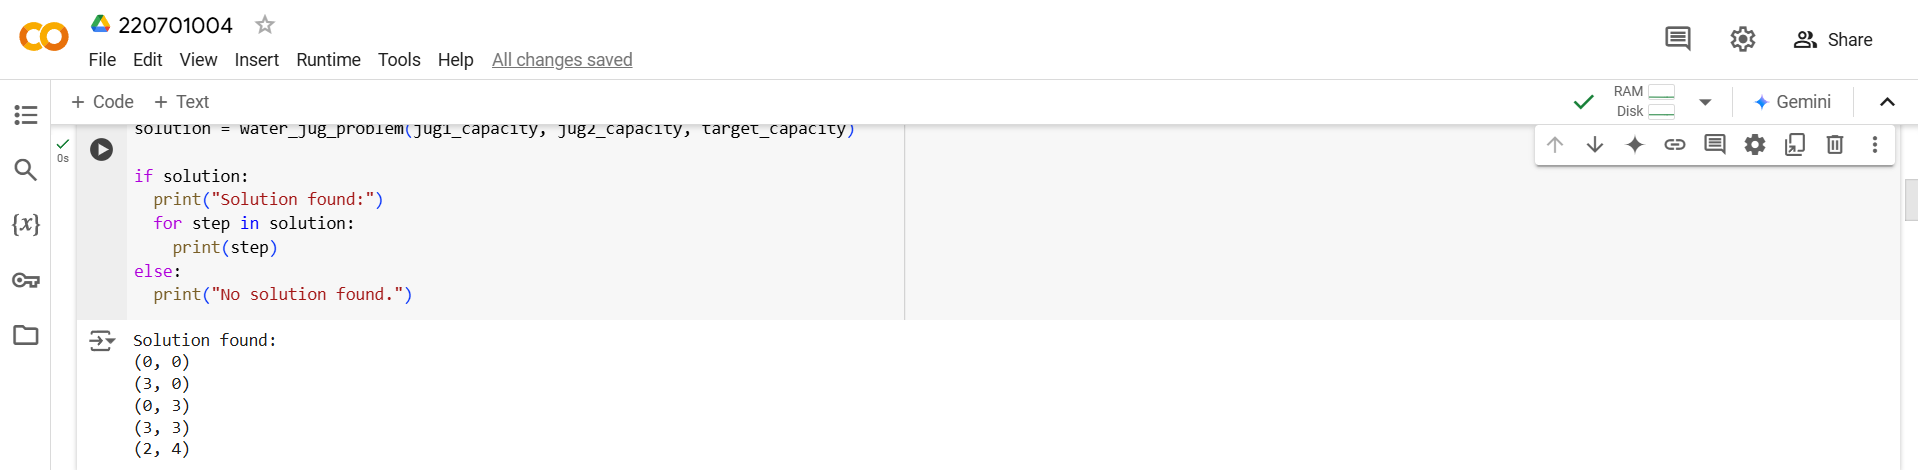 220701004
File Edit View Insert Runtime Tools Help All changes saved
Share
+ Code + Text
RAM
Disk
Gemini
solution = water_jug_problem(jug1_capacity, jug2_capacity, target_capacity)
0s
if solution:
  print("Solution found:")
  for step in solution:
    print(step)
else:
  print("No solution found.")
{x}
Solution found:
(0, 0)
(3, 0)
(0, 3)
(3, 3)
(2, 4)